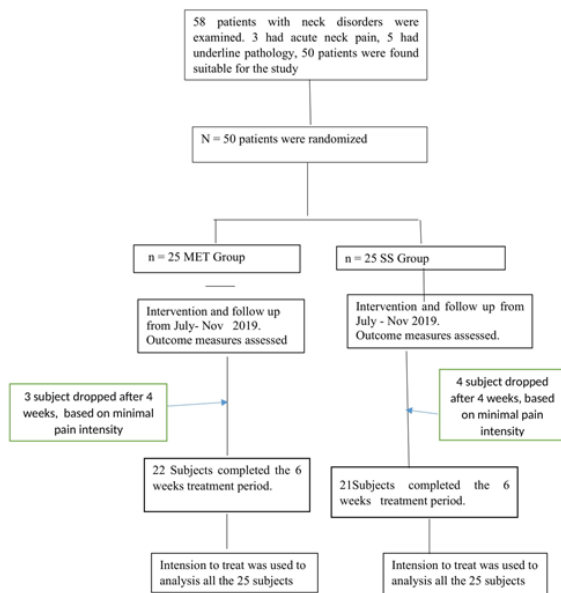 58 patients with neck disorders were
examined. 3 had acute neck pain, 5 had
underline pathology, 50 patients were found
suitable for the study
N = 50 patients were randomized
n = 25 MET Group
n = 25 SS Group
Intervention and follow up
from July- Nov 2019.
Outcome measures assessed
Intervention and follow up from
July - Nov 2019.
Outcome measures assessed.
3 subject dropped after 4
weeks, based on minimal
pain intensity
4 subject dropped
after 4 weeks, based
on minimal pain
intensity
22 Subjects completed the 6
weeks treatment period.
21Subjects completed the 6
weeks treatment period.
Intension to treat was used to
analysis all the 25 subjects
Intension to treat was used to
analysis all the 25 subjects